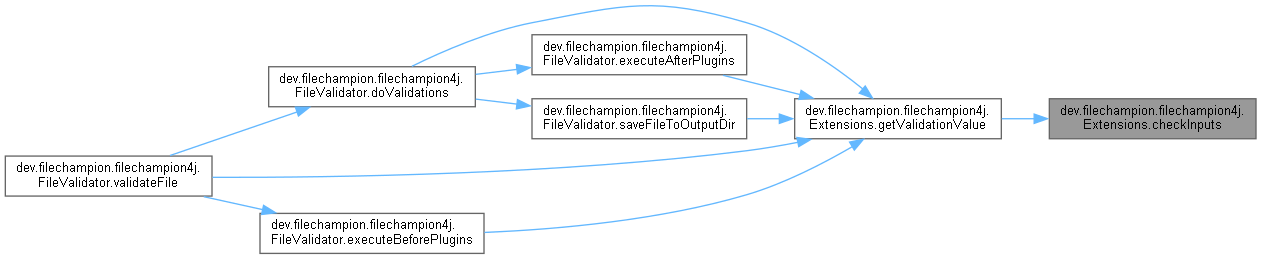 dev.filechampion.filechampion4j.
FileValidator.validateFile
dev.filechampion.filechampion4j.
FileValidator.doValidations
dev.filechampion.filechampion4j.
FileValidator.executeBeforePlugins
dev.filechampion.filechampion4j.
FileValidator.executeAfterPlugins
dev.filechampion.filechampion4j.
FileValidator.saveFileToOutputDir
dev.filechampion.filechampion4j.
Extensions.getValidationValue
dev.filechampion.filechampion4j.
Extensions.checkInputs